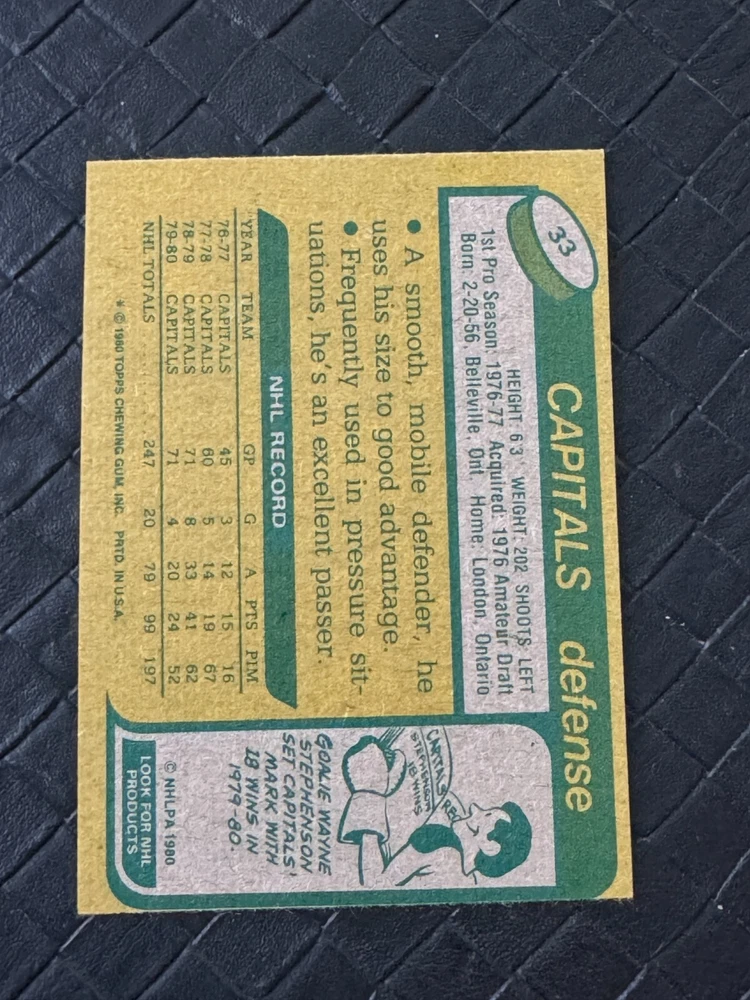 33
CAPITALS defense
HEIGHT: 6'3" WEIGHT: 202 SHOOTS: LEFT
1st Pro Season: 1976-77 Acquired: 1976 Amateur Draft
Born: 2-20-56 Belleville, Ont. Home: London, Ontario
• A smooth, mobile defender, he
uses his size to good advantage.
• Frequently used in pressure sit-
uations, he's an excellent passer.
NHL RECORD
YEAR TEAM GP G A PTS PIM
76-77 CAPITALS 45 3 12 15 16
77-78 CAPITALS 60 5 14 19 67
78-79 CAPITALS 71 8 33 41 62
79-80 CAPITALS 71 4 20 24 52
NHL TOTALS 247 20 79 99 197
* © 1980 TOPPS CHEWING GUM, INC. PRTD. IN U.S.A.
CAPITALS REC
STEPHENSON
18 WINS
GOALIE WAYNE
STEPHENSON
SET CAPITALS'
MARK WITH
18 WINS IN
1979-80.
© NHLPA 1980
LOOK FOR NHL
PRODUCTS